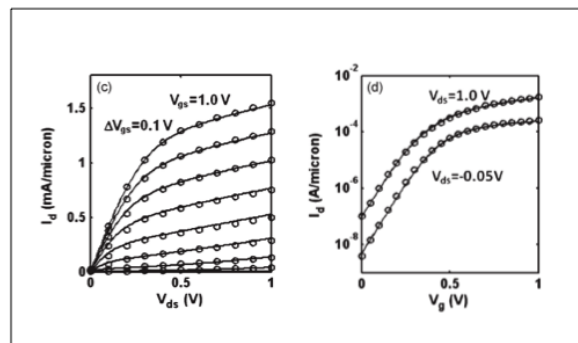 (c)
V_gs=1.0 V
ΔV_gs=0.1 V
1.5
1
0.5
0
I_d (mA/micron)
0
0.5
1
V_ds (V)
(d)
V_ds=1.0 V
V_ds=-0.05V
10^-2
10^-4
10^-6
10^-8
I_d (A/micron)
0
0.5
1
V_g (V)